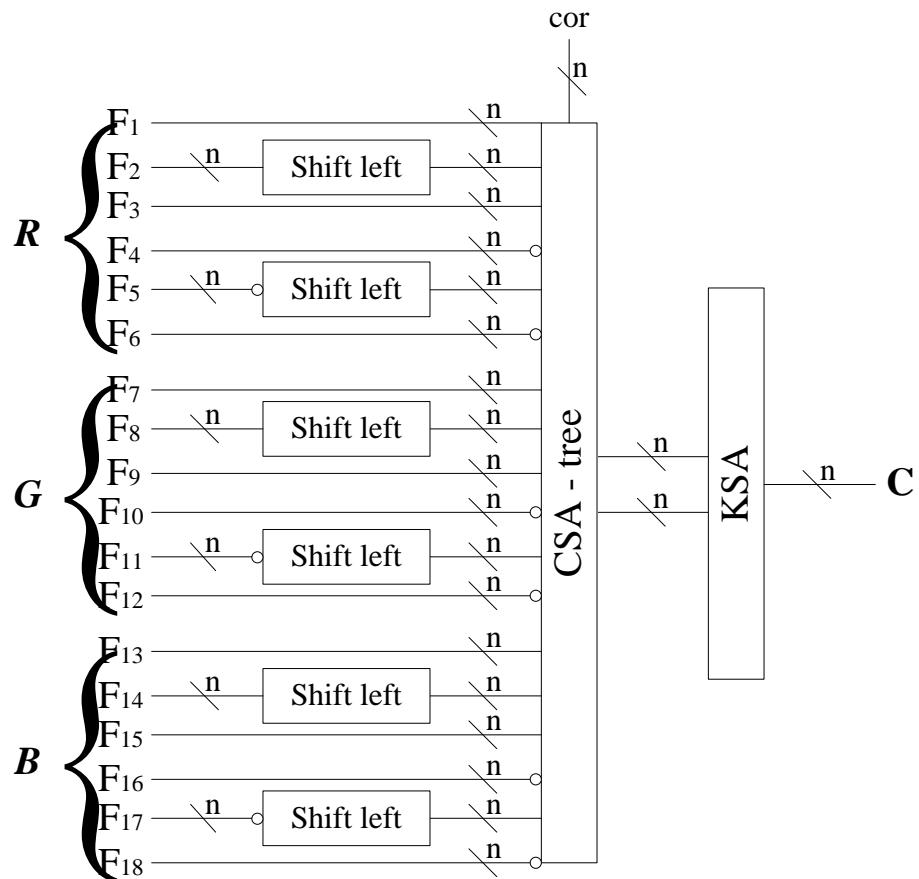 cor
n
F1 n
F2 n Shift left n
F3 n
R
F4 n
F5 n Shift left n
F6 n
F7 n
F8 n Shift left n
F9 n
G
F10 n
F11 n Shift left n
F12 n
F13 n
F14 n Shift left n
F15 n
B
F16 n
F17 n Shift left n
F18 n
CSA - tree
n
n
KSA
n
C